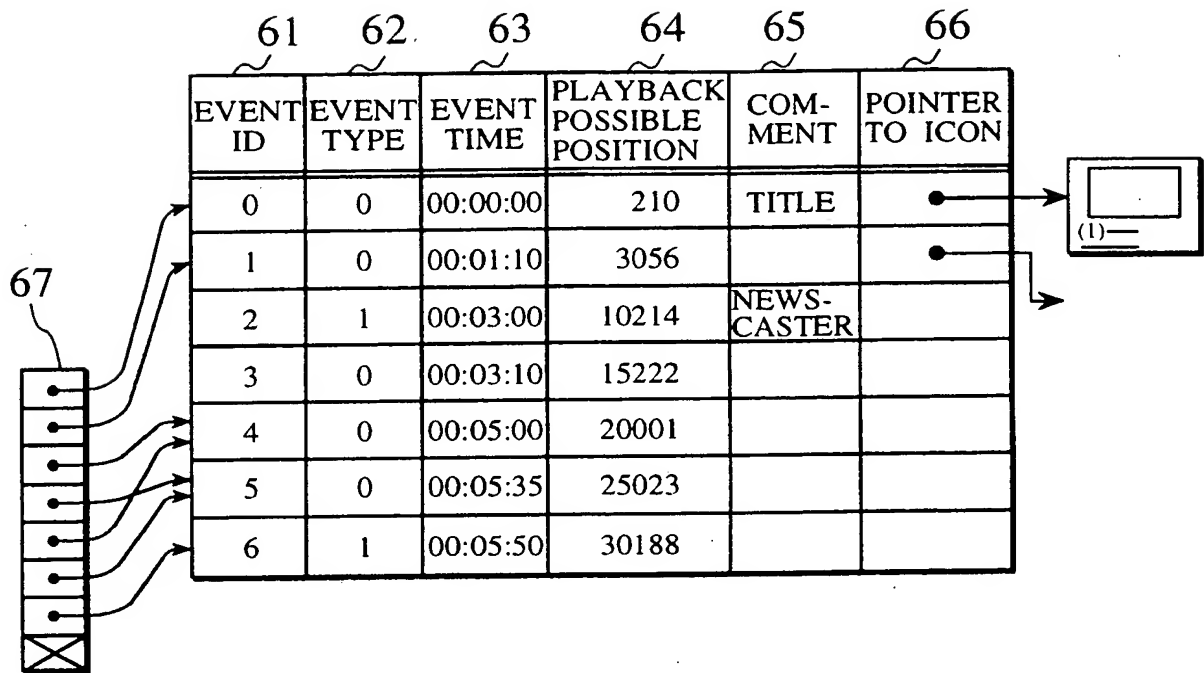 61 62 63 64 65 66
EVENT ID EVENT TYPE EVENT TIME PLAYBACK POSSIBLE POSITION COM- MENT POINTER TO ICON
0 0 00:00:00 210 TITLE
(1)
1 0 00:01:10 3056
67
2 1 00:03:00 10214 NEWS- CASTER
3 0 00:03:10 15222
4 0 00:05:00 20001
5 0 00:05:35 25023
6 1 00:05:50 30188